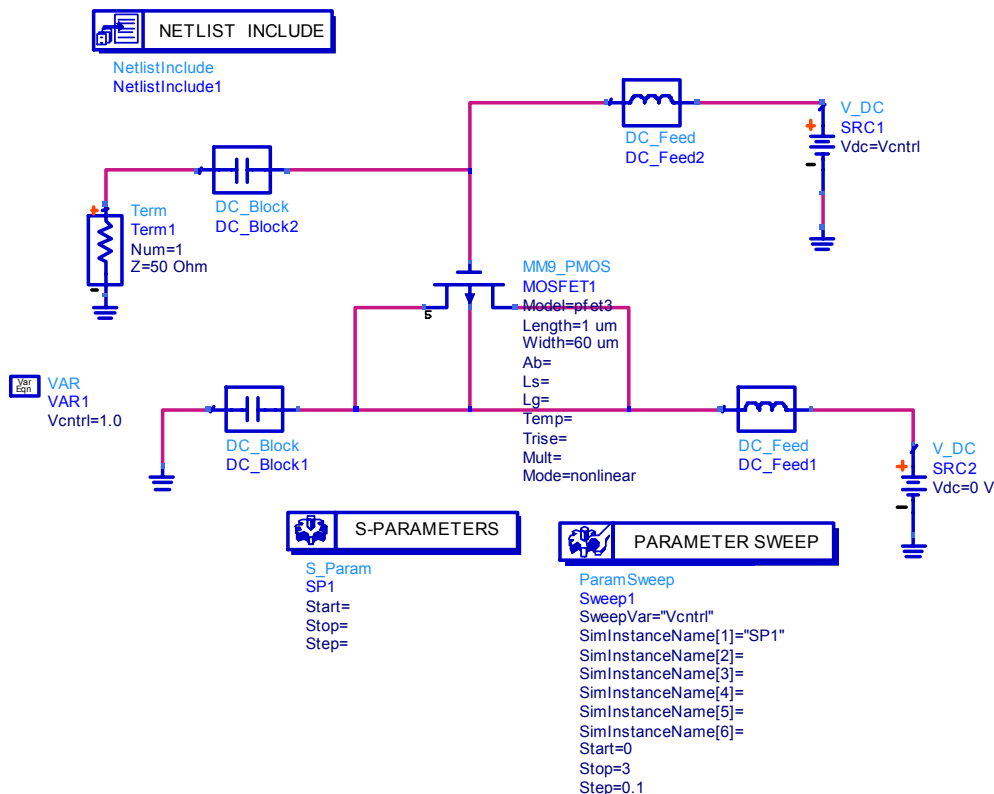 NETLIST INCLUDE
NetlistInclude
NetlistInclude1
DC_Feed
DC_Feed2
V_DC
SRC1
Vdc=Vcntrl
DC_Block
DC_Block2
Term
Term1
Num=1
Z=50 Ohm
MM9_PMOS
MOSFET1
Model=pfet3
Length=1 um
Width=60 um
Ab=
Ls=
Lg=
Temp=
Trise=
Mult=
Mode=nonlinear
S
Var
Eqn
VAR
VAR1
Vcntrl=1.0
DC_Block
DC_Block1
DC_Feed
DC_Feed1
V_DC
SRC2
Vdc=0 V
S-PARAMETERS
S_Param
SP1
Start=
Stop=
Step=
PARAMETER SWEEP
ParamSweep
Sweep1
SweepVar="Vcntrl"
SimInstanceName[1]="SP1"
SimInstanceName[2]=
SimInstanceName[3]=
SimInstanceName[4]=
SimInstanceName[5]=
SimInstanceName[6]=
Start=0
Stop=3
Step=0.1